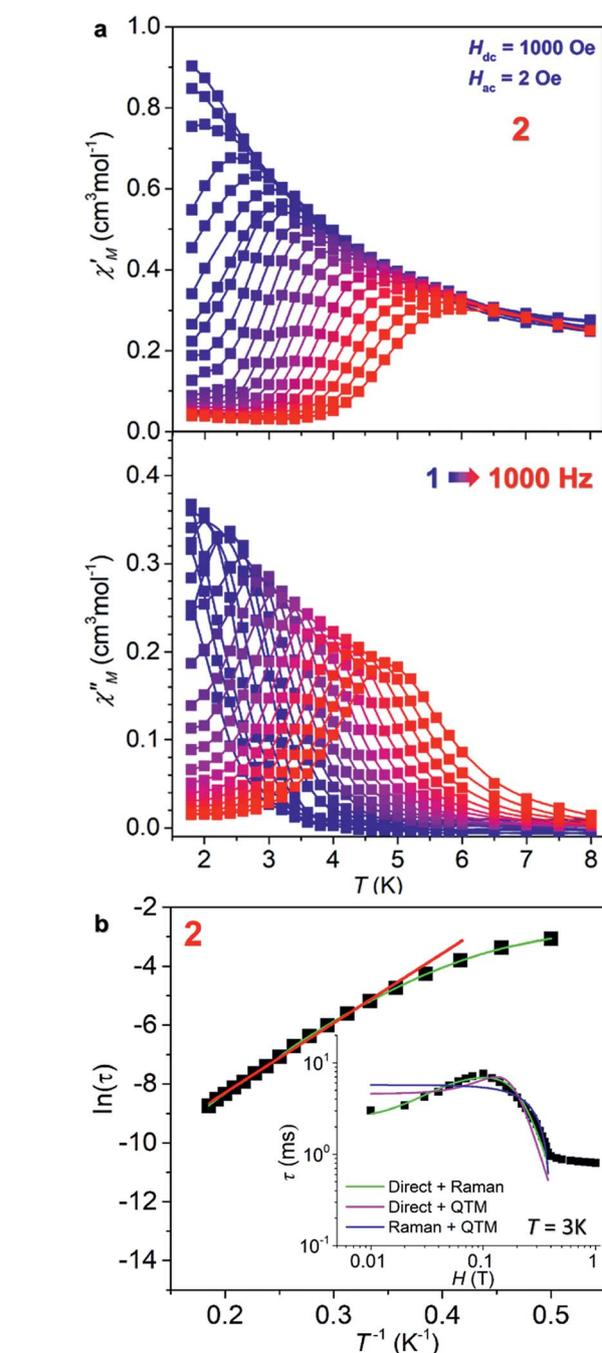 a
1.0
0.8
0.6
0.4
0.2
0.0
χ′M (cm³mol⁻¹)
Hdc = 1000 Oe
Hac = 2 Oe
2
0.4
0.3
0.2
0.1
0.0
χ″M (cm³mol⁻¹)
1 1000 Hz
2 3 4 5 6 7 8
T (K)
b
2
-2
-4
-6
-8
-10
-12
-14
ln(τ)
10¹
10⁰
10⁻¹
τ (ms)
Direct + Raman
Direct + QTM
Raman + QTM
T = 3K
0.01 0.1 1
H (T)
0.2 0.3 0.4 0.5
T⁻¹ (K⁻¹)